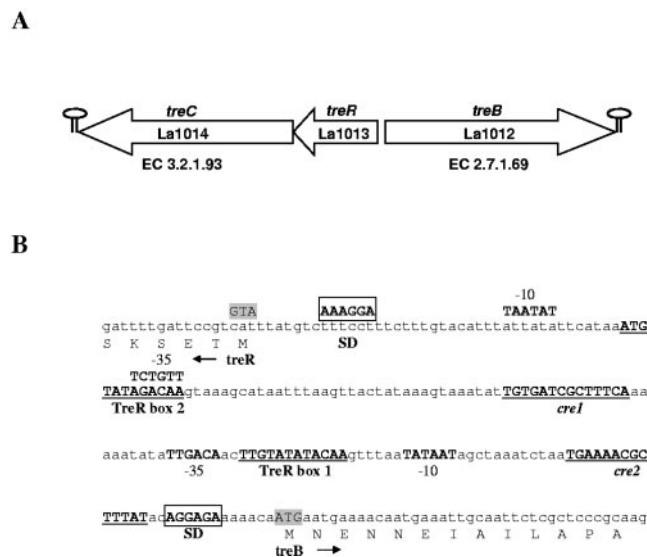 A
treC treR treB
La1014 La1013 La1012
EC 3.2.1.93 EC 2.7.1.69
B
-10
GTA AAAGGA TAATAT
gattttgattccgtcatttatgtctttcctttctttgtacatttattatattcataaATG
S K S E T M SD
-35 ← treR
TCTGTT
TATAGACAAgtaaagcataatttaagttactataaagtaaatatTGTGATCGCTTTCAaa
TreR box 2 cre1
aaatataTTGACAacTTGTATATACAAgtttaaTATAATagctaaatctaaTGAAAACGC
-35 TreR box 1 -10 cre2
TTTTATacAGGAGAaaaacaATGaatgaaaacaatgaaattgcaatcctcgctcccgcaag
SD M N E N N E I A I L A P A
treB →